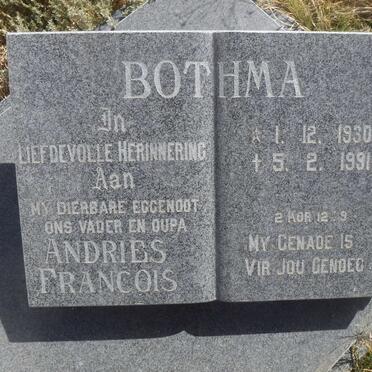 BOTHMA
In
LIEFDEVOLLE HERINNERING
Aan
MY DIERBARE EGGENOOT
ONS VADER EN OUPA
ANDRIES
FRANCOIS
☆ 1. 12. 1930
✝ 5. 2. 1991
2 KOR 12:9
MY GENADE IS
VIR JOU GENOEG